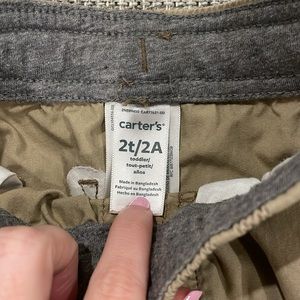 carter's
2t/2A
toddler/
tout-petit/
años
Made in Bangladesh
Fabriqué au Bangladesh
Hecho en Bangladesh